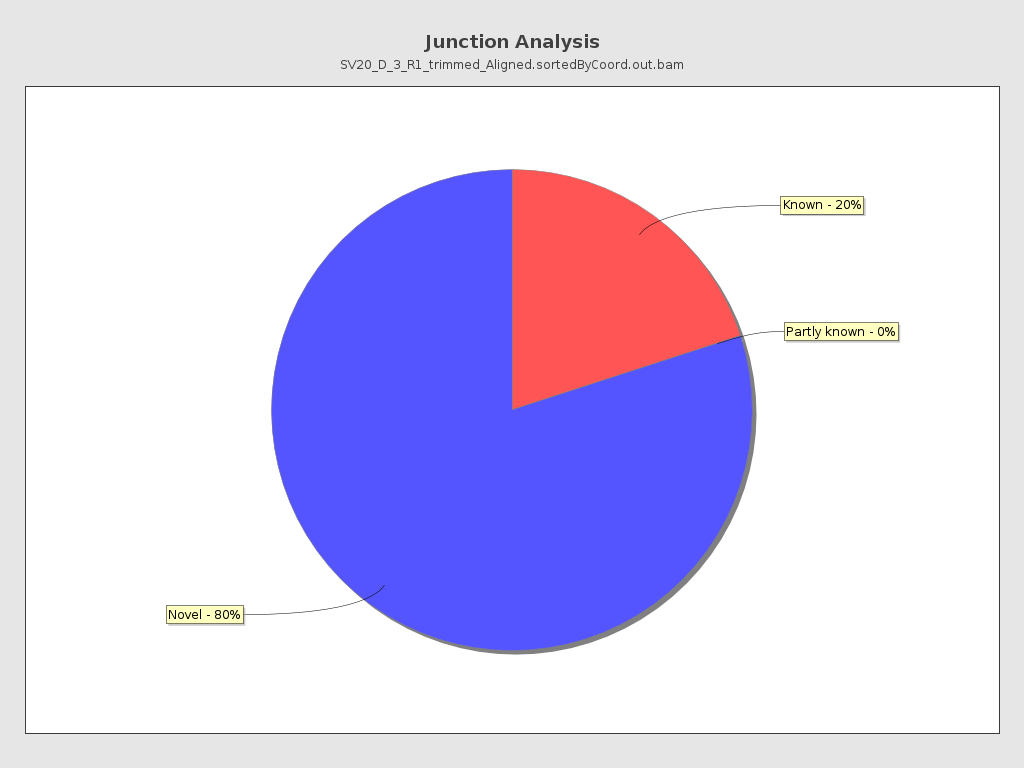 Junction Analysis
SV20_D_3_R1_trimmed_Aligned.sortedByCoord.out.bam
Known - 20%
Partly known - 0%
Novel - 80%